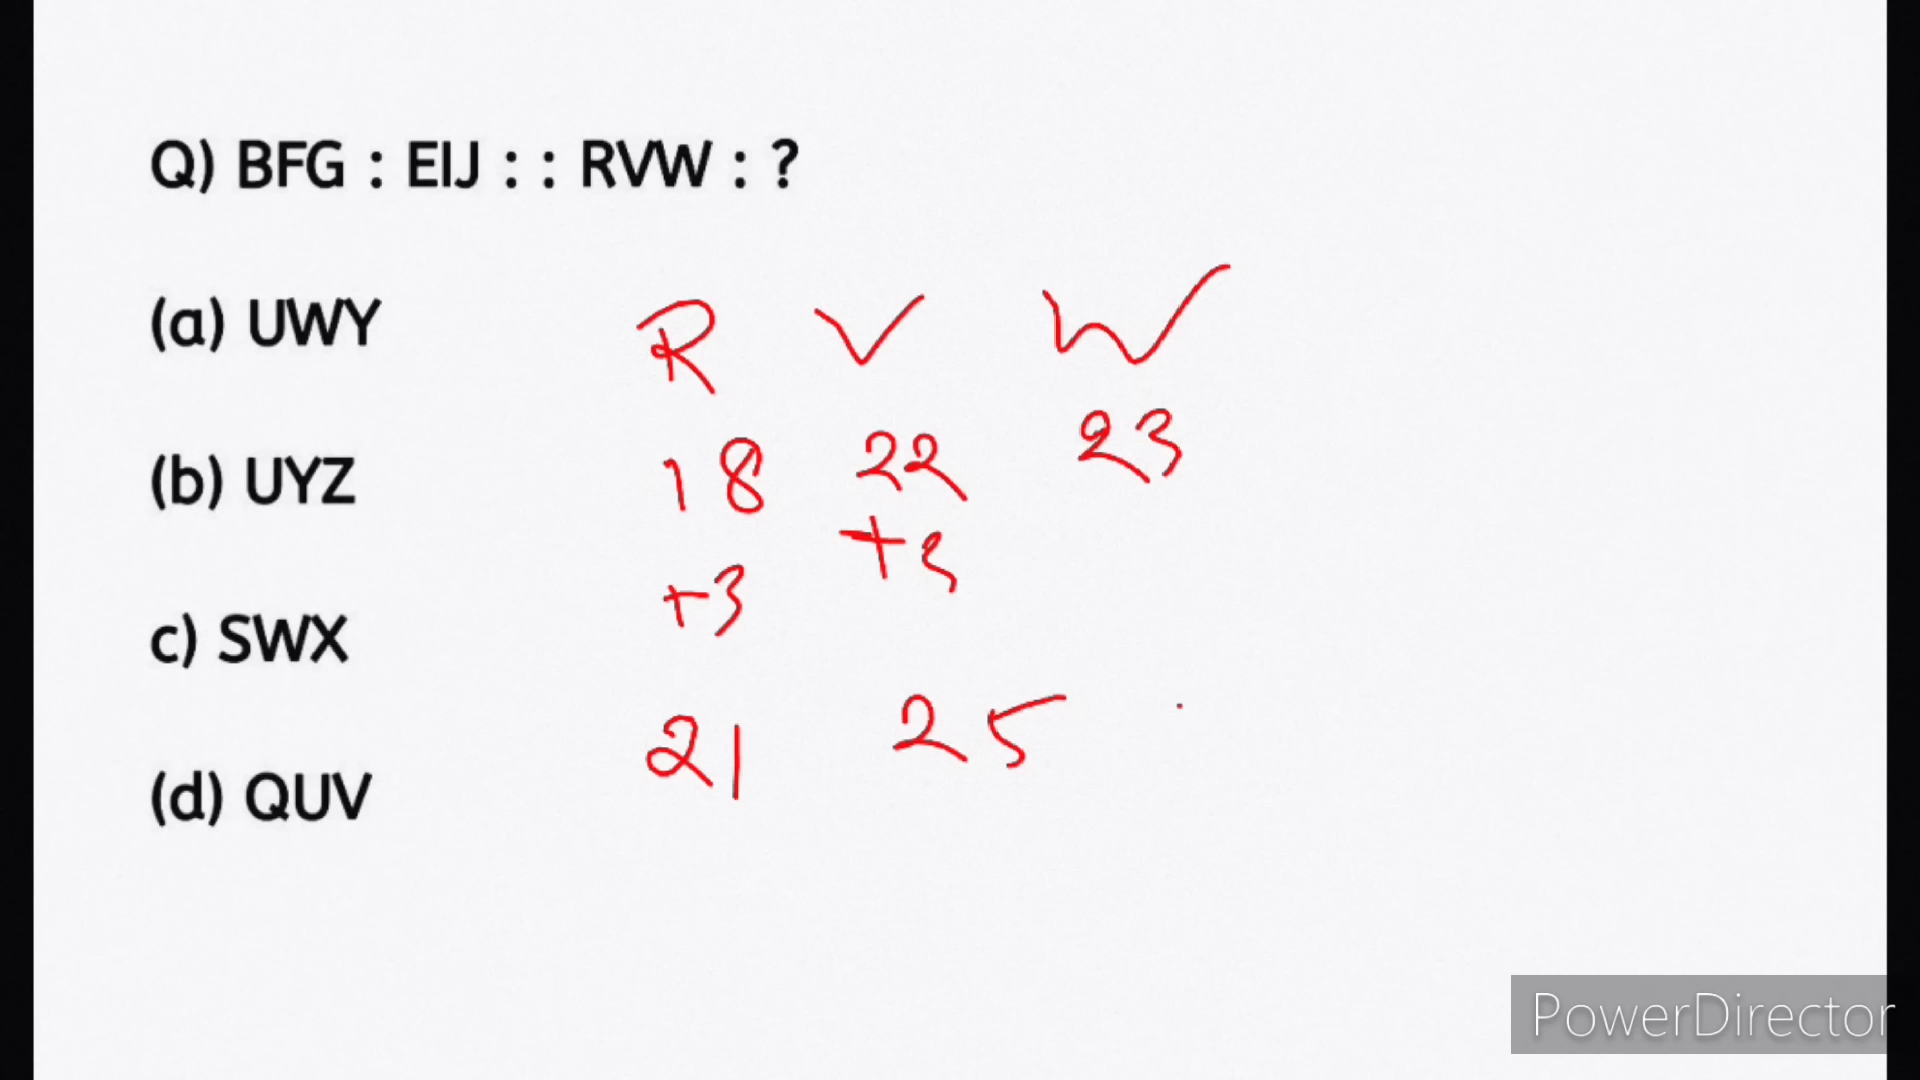 Q) BFG : EIJ : : RVW : ?
(a) UWY
R V W
18 22 23
(b) UYZ
+3 +3
c) SWX
21 25
(d) QUV
PowerDirector